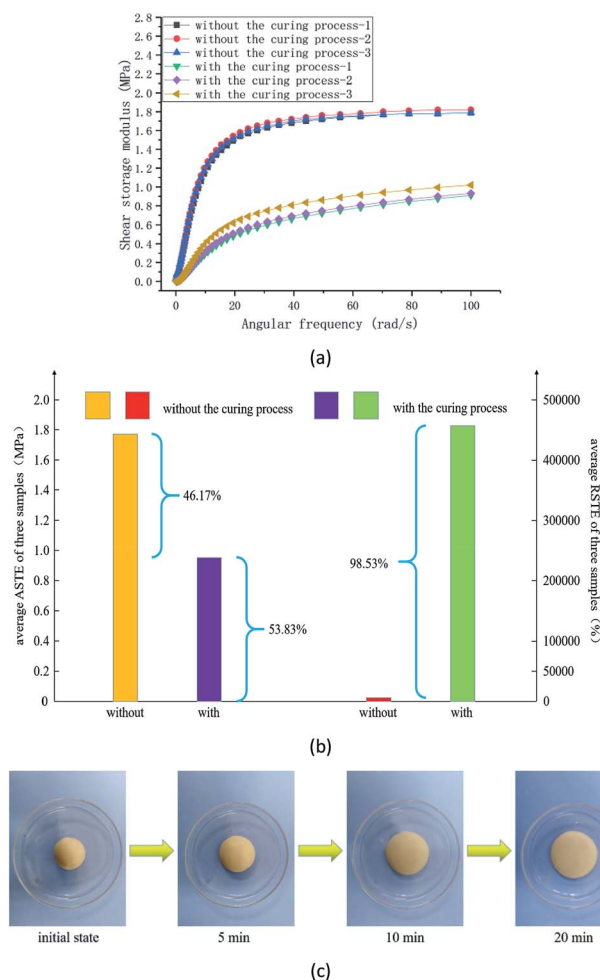 without the curing process-1
without the curing process-2
without the curing process-3
with the curing process-1
with the curing process-2
with the curing process-3
Shear storage modulus (MPa)
2.8
2.6
2.4
2.2
2.0
1.8
1.6
1.4
1.2
1.0
0.8
0.6
0.4
0.2
0.0
0 20 40 60 80 100
Angular frequency (rad/s)
(a)
without the curing process
with the curing process
average ASTE of three samples（MPa）
2.0
1.8
1.6
1.4
1.2
1.0
0.8
0.6
0.4
0.2
0
46.17%
53.83%
98.53%
500000
400000
300000
200000
100000
50000
0
average RSTE of three samples（%）
without with without with
(b)
initial state 5 min 10 min 20 min
(c)